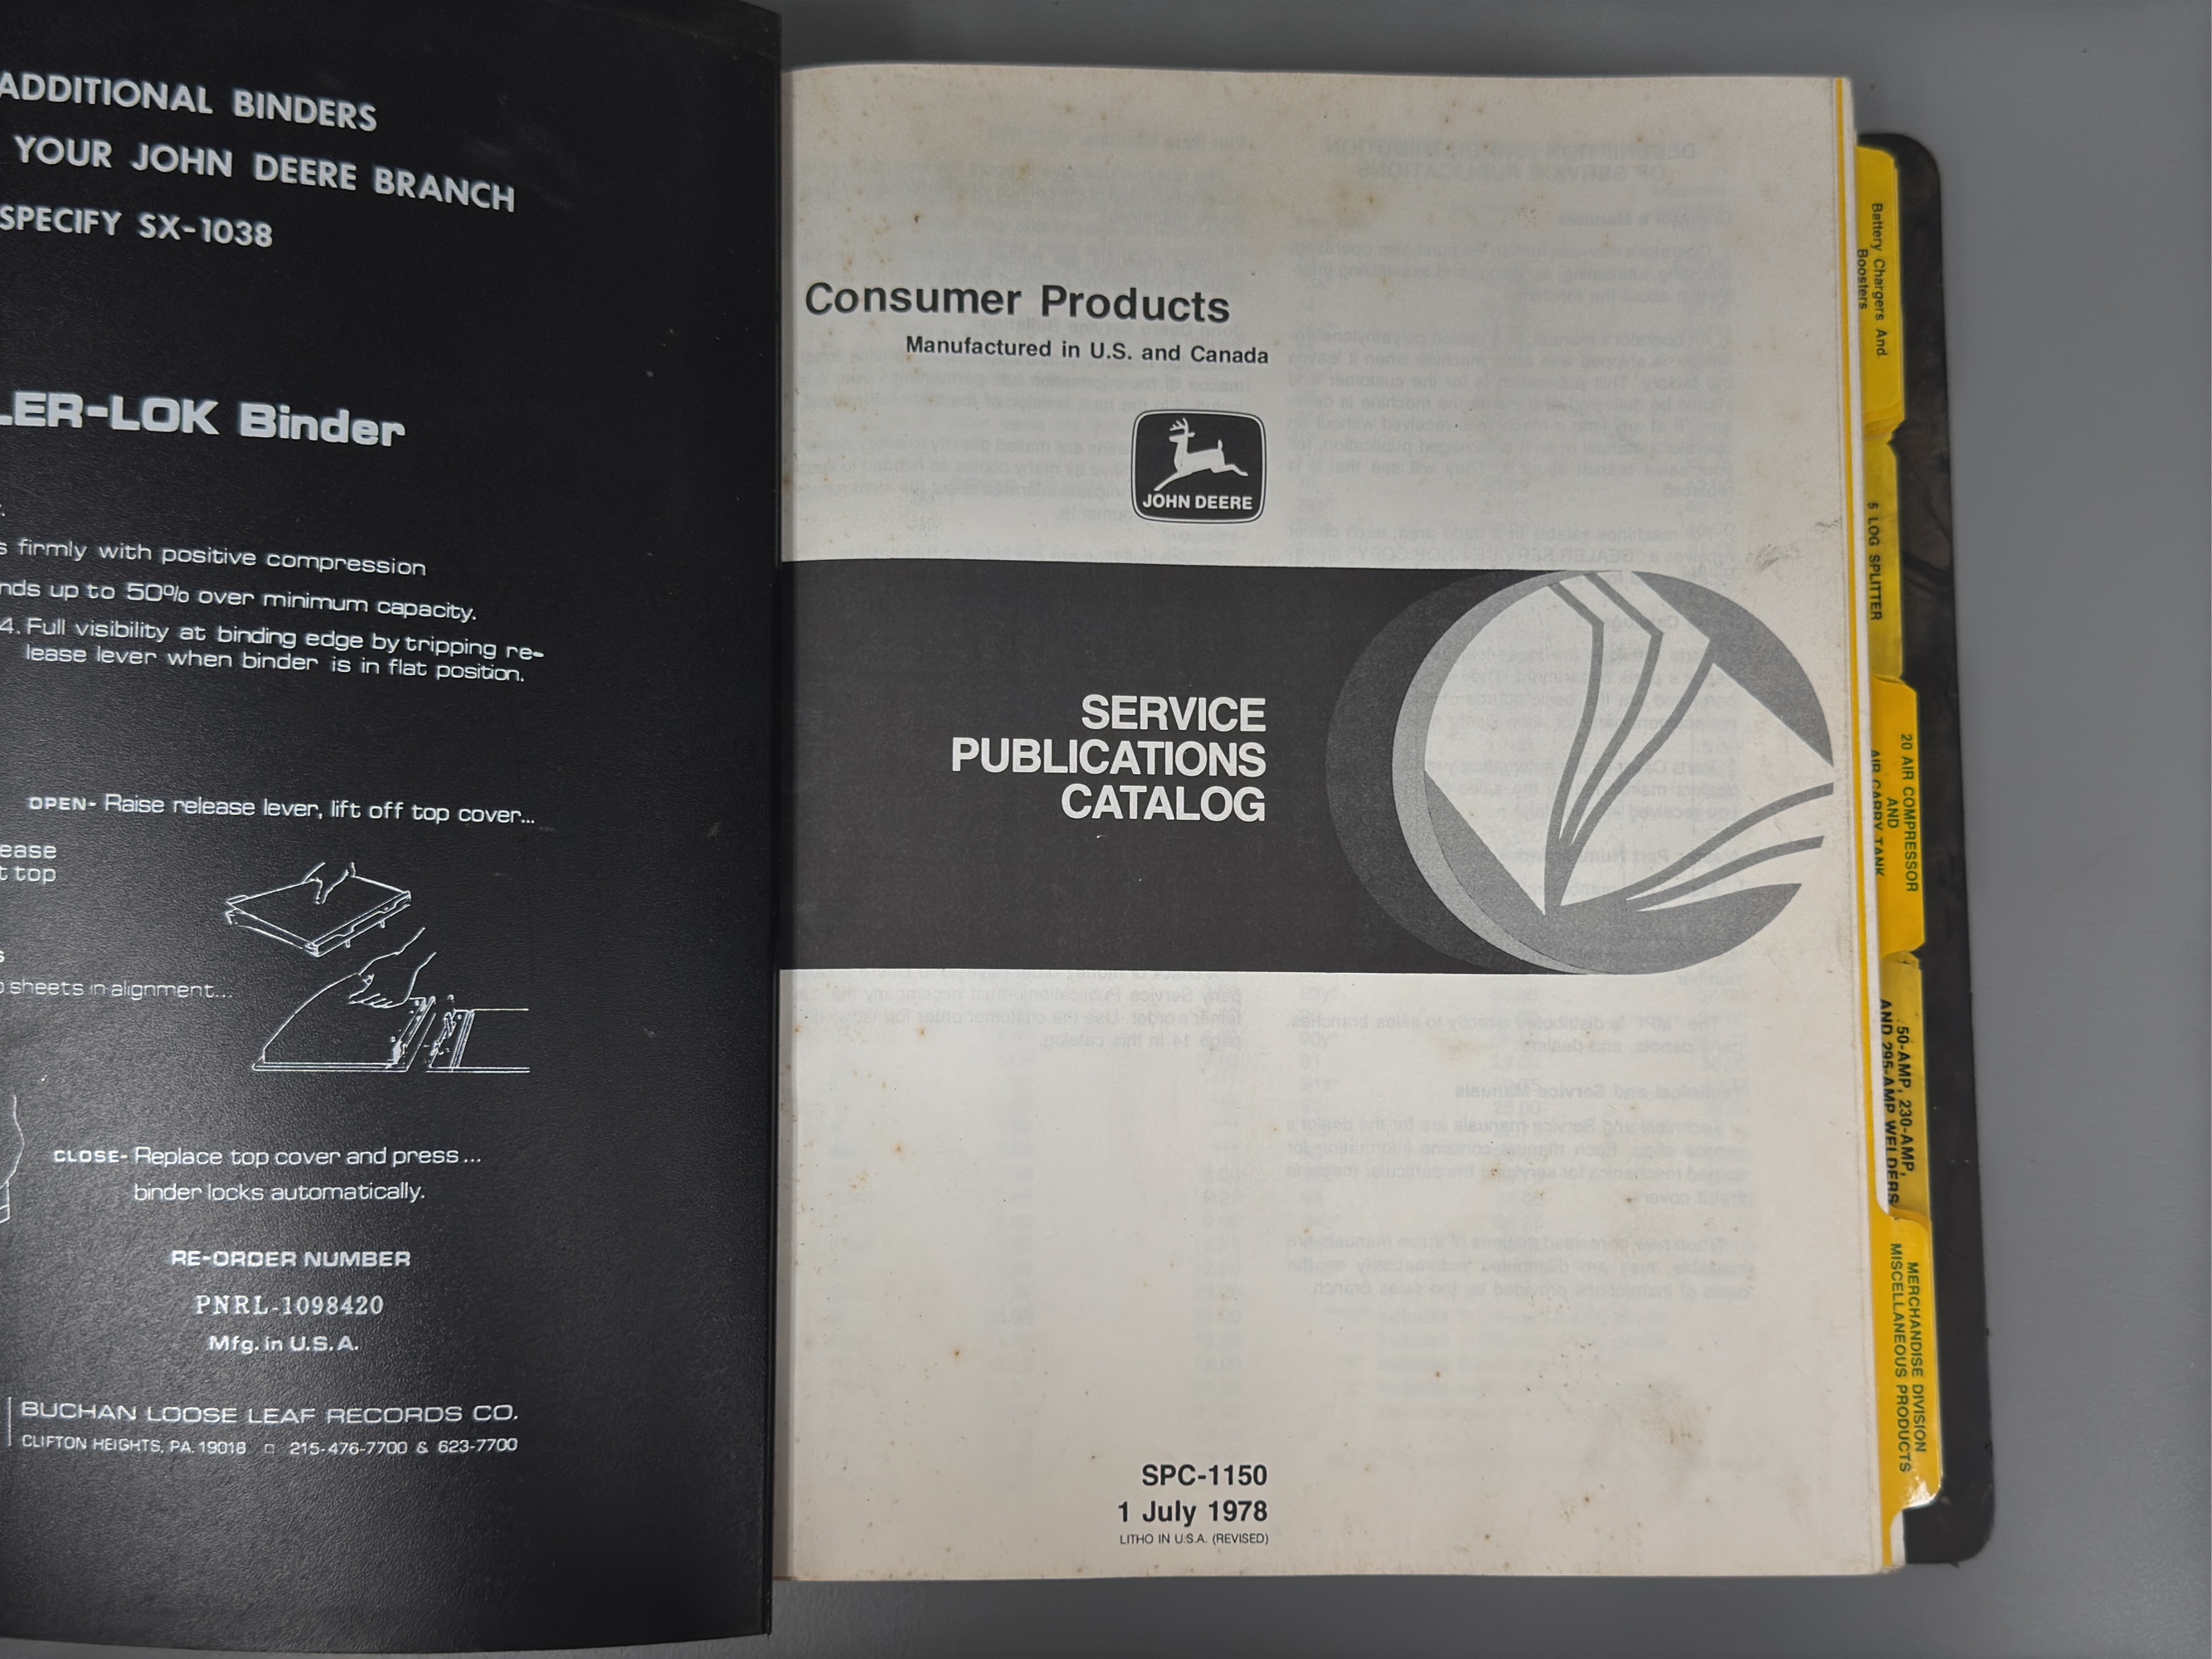 ADDITIONAL BINDERS
YOUR JOHN DEERE BRANCH
SPECIFY SX-1038
LER-LOK Binder
firmly with positive compression
up to 50% over minimum capacity.
4. Full visibility at binding edge by tripping re-
lease lever when binder is in flat position.
OPEN- Raise release lever, lift off top cover...
ease
t top
sheets in alignment...
CLOSE- Replace top cover and press...
binder locks automatically.
RE-ORDER NUMBER
PNRL-1098420
Mfg. in U.S.A.
BUCHAN LOOSE LEAF RECORDS CO.
CLIFTON HEIGHTS, PA. 19018 □ 215-476-7700 & 623-7700
Consumer Products
Manufactured in U.S. and Canada
JOHN DEERE
SERVICE
PUBLICATIONS
CATALOG
SPC-1150
1 July 1978
LITHO IN U.S.A. (REVISED)
Battery Chargers And
Boosters
5 LOG SPLITTER
20 AIR COMPRESSOR
AND
AIR CARRY TANK
50-AMP, 230-AMP,
AND 295-AMP WELDERS
MERCHANDISE DIVISION
MISCELLANEOUS PRODUCTS